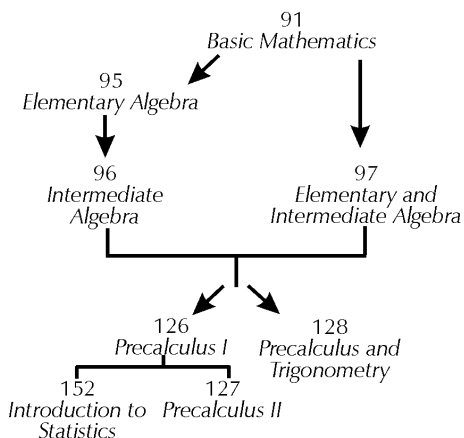 91
Basic Mathematics
95
Elementary Algebra
96
Intermediate
Algebra
97
Elementary and
Intermediate Algebra
126
Precalculus I
128
Precalculus and
Trigonometry
152
Introduction to
Statistics
127
Precalculus II